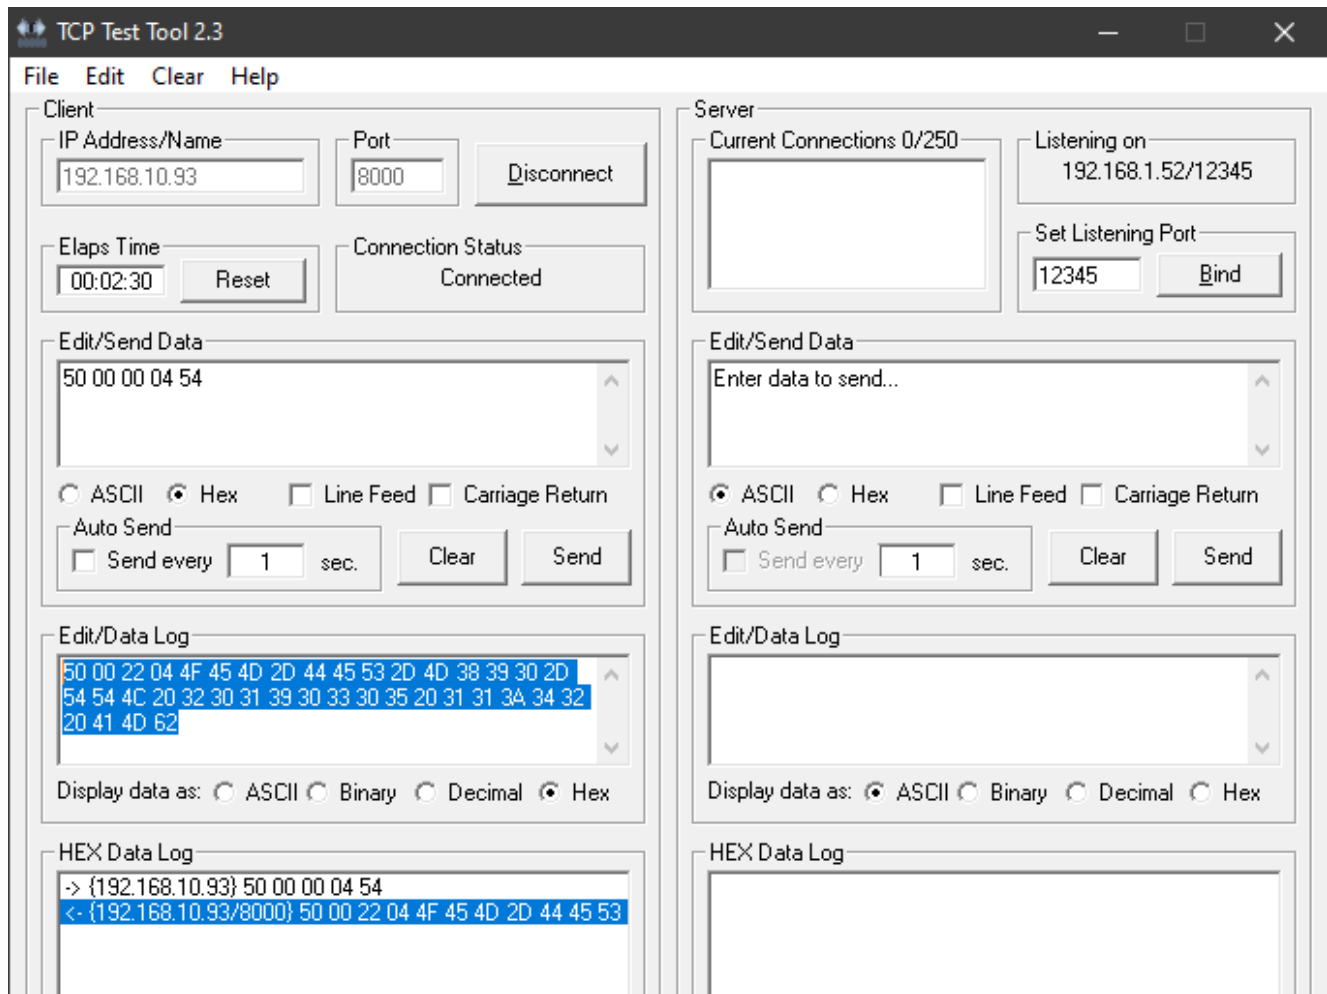 TCP Test Tool 2.3
File Edit Clear Help
Client
IP Address/Name
192.168.10.93
Port
8000
Disconnect
Elaps Time
00:02:30
Reset
Connection Status
Connected
Edit/Send Data
50 00 00 04 54
ASCII Hex Line Feed Carriage Return
Auto Send
Send every 1 sec.
Clear
Send
Edit/Data Log
50 00 22 04 4F 45 4D 2D 44 45 53 2D 4D 38 39 30 2D
54 54 4C 20 32 30 31 39 30 33 30 35 20 31 31 3A 34 32
20 41 4D 62
Display data as: ASCII Binary Decimal Hex
HEX Data Log
-> {192.168.10.93} 50 00 00 04 54
<- {192.168.10.93/8000} 50 00 22 04 4F 45 4D 2D 44 45 53
Server
Current Connections 0/250
Listening on
192.168.1.52/12345
Set Listening Port
12345
Bind
Edit/Send Data
Enter data to send...
ASCII Hex Line Feed Carriage Return
Auto Send
Send every 1 sec.
Clear
Send
Edit/Data Log
Display data as: ASCII Binary Decimal Hex
HEX Data Log